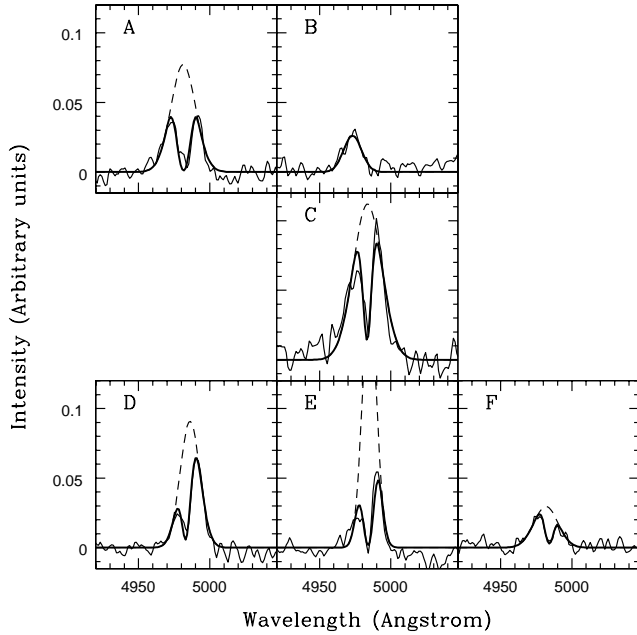 A
B
0.1
0.05
0
C
Intensity (Arbitrary units)
D
E
F
0.1
0.05
0
4950
5000
4950
5000
4950
5000
Wavelength (Angstrom)